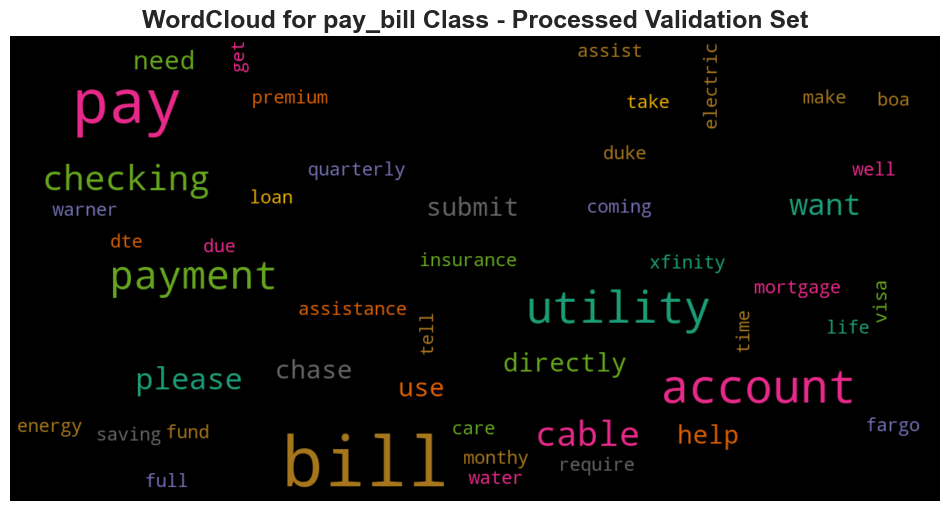 WordCloud for pay_bill Class - Processed Validation Set
need
get
assist
electric
pay
premium
take
make
boa
duke
checking
quarterly
well
loan
submit
coming
want
warner
dte
due
payment
insurance
xfinity
mortgage
visa
assistance
tell
utility
time
life
please
chase
use
directly
account
energy
saving
fund
bill
care
cable
help
fargo
monthy
require
water
full